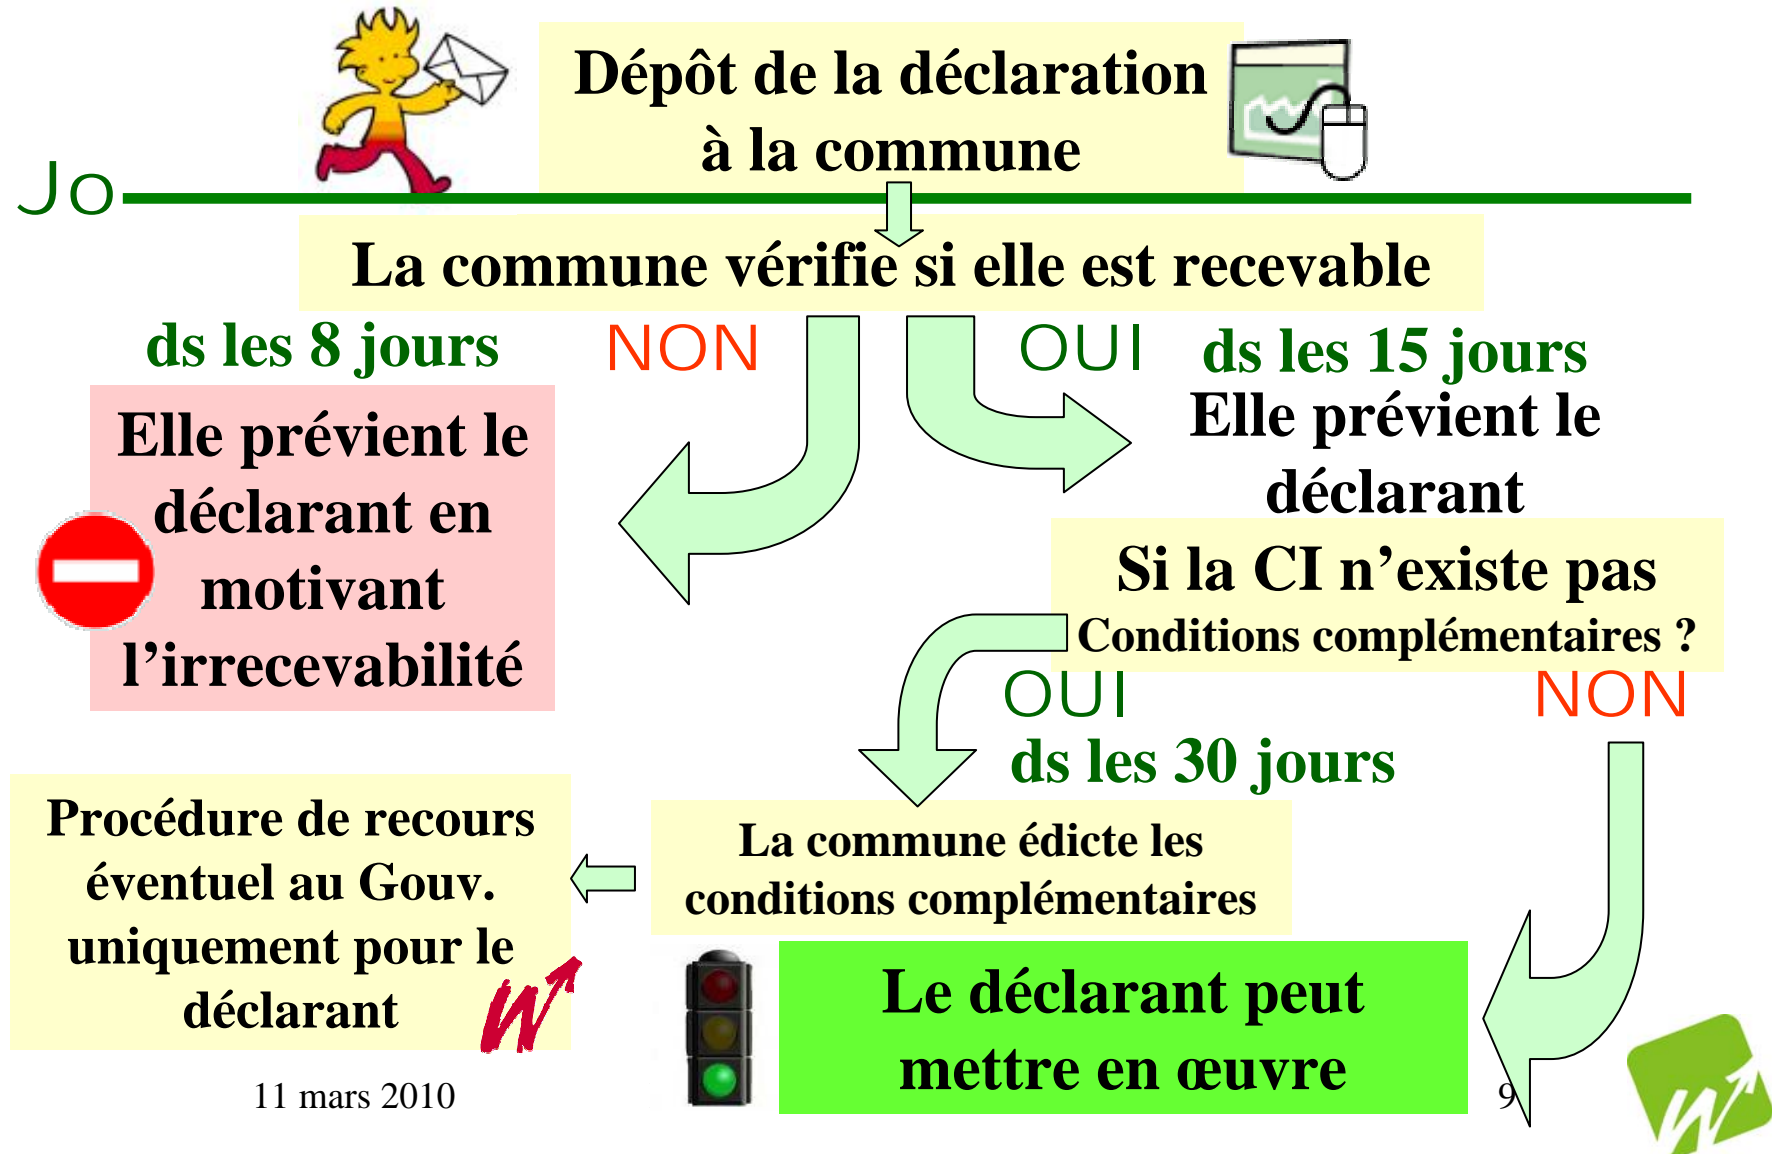 Dépôt de la déclaration
à la commune
Jo
La commune vérifie si elle est recevable
ds les 8 jours
NON
OUI
ds les 15 jours
Elle prévient le
déclarant en
motivant
l’irrecevabilité
Elle prévient le
déclarant
Si la CI n’existe pas
Conditions complémentaires ?
OUI
NON
ds les 30 jours
La commune édicte les
conditions complémentaires
Procédure de recours
éventuel au Gouv.
uniquement pour le
déclarant
Le déclarant peut
mettre en œuvre
11 mars 2010
9